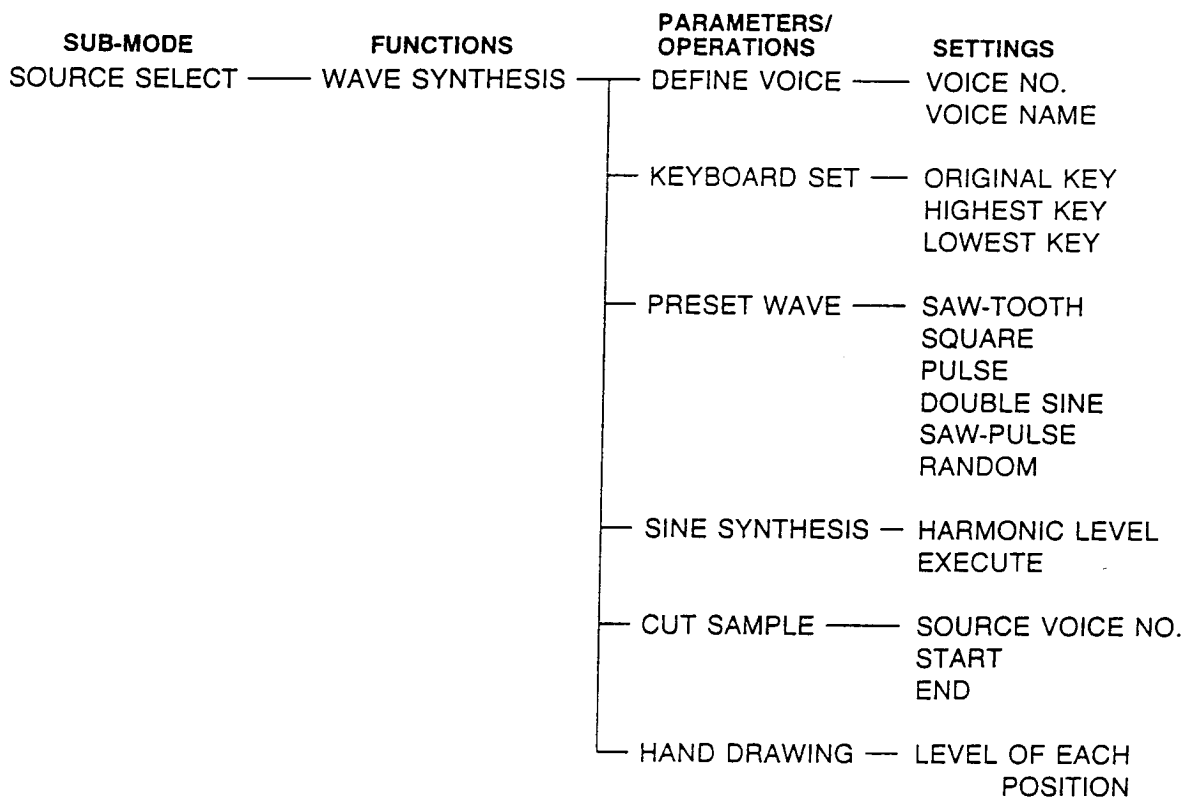 SUB-MODE FUNCTIONS PARAMETERS/ OPERATIONS SETTINGS
SOURCE SELECT WAVE SYNTHESIS DEFINE VOICE VOICE NO.
VOICE NAME
KEYBOARD SET ORIGINAL KEY
HIGHEST KEY
LOWEST KEY
PRESET WAVE SAW-TOOTH
SQUARE
PULSE
DOUBLE SINE
SAW-PULSE
RANDOM
SINE SYNTHESIS HARMONIC LEVEL
EXECUTE
CUT SAMPLE SOURCE VOICE NO.
START
END
HAND DRAWING LEVEL OF EACH
POSITION